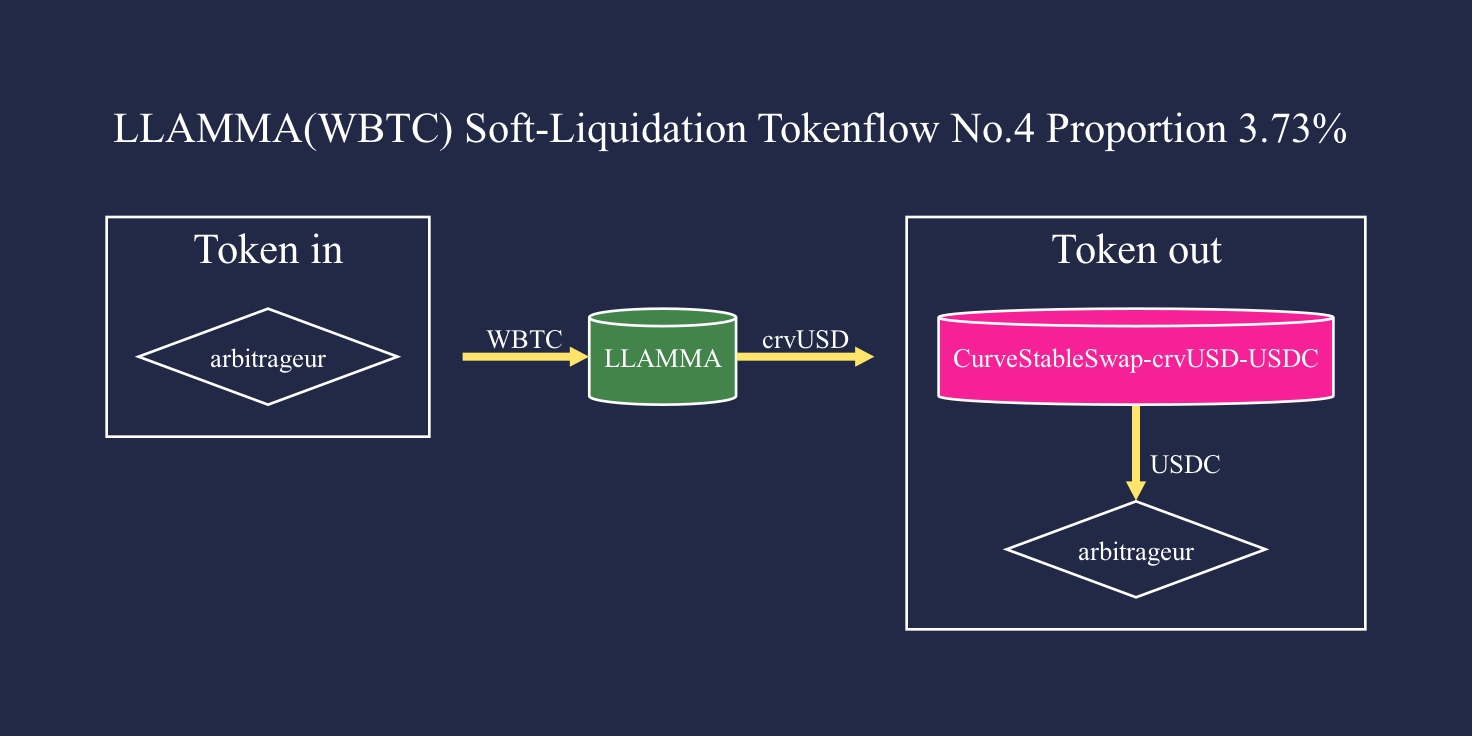 LLAMMA(WBTC) Soft-Liquidation Tokenflow No.4 Proportion 3.73%
Token in
arbitrageur
WBTC
LLAMMA
crvUSD
Token out
CurveStableSwap-crvUSD-USDC
USDC
arbitrageur